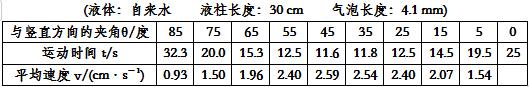 (液体：自来水 液柱长度：30 cm 气泡长度：4.1 mm)
与竖直方向的夹角θ/度 85 75 65 55 45 35 25 15 5 0
运动时间 t/s 32.3 20.0 15.3 12.5 11.6 11.8 12.5 14.5 19.5 25
平均速度 v/(cm·s⁻¹) 0.93 1.50 1.96 2.40 2.59 2.54 2.40 2.07 1.54